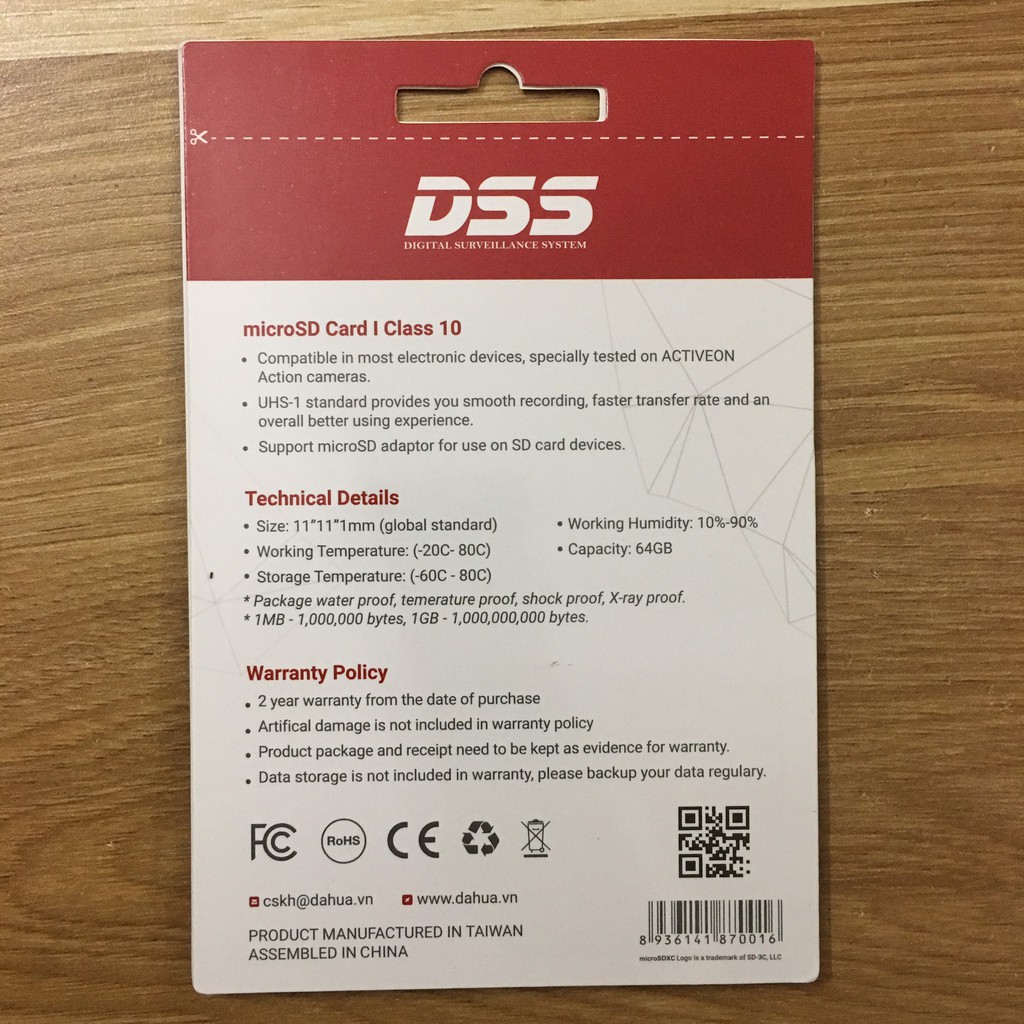 DSS
DIGITAL SURVEILLANCE SYSTEM
microSD Card I Class 10
• Compatible in most electronic devices, specially tested on ACTIVEON
Action cameras.
• UHS-1 standard provides you smooth recording, faster transfer rate and an
overall better using experience.
• Support microSD adaptor for use on SD card devices.
Technical Details
• Size: 11”11”1mm (global standard)
• Working Temperature: (-20C- 80C)
• Storage Temperature: (-60C - 80C)
• Working Humidity: 10%-90%
• Capacity: 64GB
* Package water proof, temerature proof, shock proof, X-ray proof.
* 1MB - 1,000,000 bytes, 1GB - 1,000,000,000 bytes.
Warranty Policy
• 2 year warranty from the date of purchase
• Artifical damage is not included in warranty policy
• Product package and receipt need to be kept as evidence for warranty.
• Data storage is not included in warranty, please backup your data regulary.
FC RoHS CE
cskh@dahua.vn www.dahua.vn
PRODUCT MANUFACTURED IN TAIWAN
ASSEMBLED IN CHINA
8 936141 870016
microSDXC Logo is a trademark of SD-3C, LLC